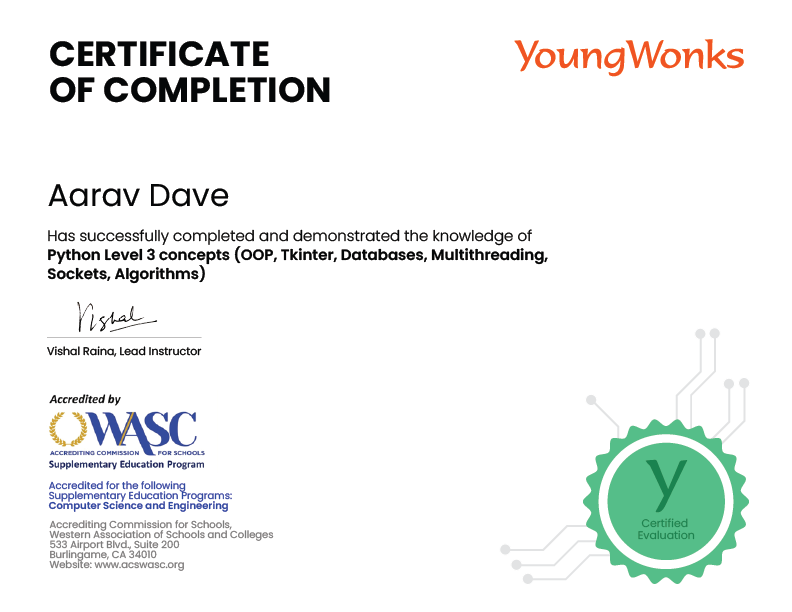 CERTIFICATE
OF COMPLETION
YoungWonks
Aarav Dave
Has successfully completed and demonstrated the knowledge of
Python Level 3 concepts (OOP, Tkinter, Databases, Multithreading,
Sockets, Algorithms)
Vishal
Vishal Raina, Lead Instructor
Accredited by
WASC
ACCREDITING COMMISSION FOR SCHOOLS
Supplementary Education Program
Accredited for the following
Supplementary Education Programs:
Computer Science and Engineering
Accrediting Commission for Schools,
Western Association of Schools and Colleges
533 Airport Blvd., Suite 200
Burlingame, CA 34010
Website: www.acswasc.org
y
Certified
Evaluation